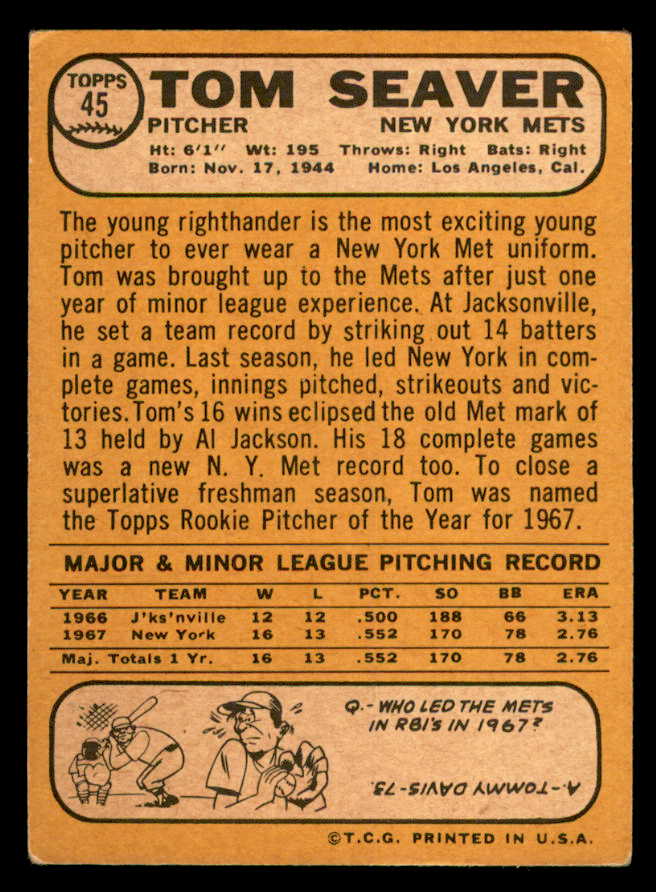 TOPPS
45
TOM SEAVER
PITCHER NEW YORK METS
Ht: 6'1" Wt: 195 Throws: Right Bats: Right
Born: Nov. 17, 1944 Home: Los Angeles, Cal.
The young righthander is the most exciting young
pitcher to ever wear a New York Met uniform.
Tom was brought up to the Mets after just one
year of minor league experience. At Jacksonville,
he set a team record by striking out 14 batters
in a game. Last season, he led New York in com-
plete games, innings pitched, strikeouts and vic-
tories. Tom's 16 wins eclipsed the old Met mark of
13 held by Al Jackson. His 18 complete games
was a new N. Y. Met record too. To close a
superlative freshman season, Tom was named
the Topps Rookie Pitcher of the Year for 1967.
MAJOR & MINOR LEAGUE PITCHING RECORD
YEAR TEAM W L PCT. SO BB ERA
1966 J'ks'nville 12 12 .500 188 66 3.13
1967 New York 16 13 .552 170 78 2.76
Maj. Totals 1 Yr. 16 13 .552 170 78 2.76
Q.-WHO LED THE METS
IN RBI'S IN 1967?
A-TOMMY DAVIS-73.
©T.C.G. PRINTED IN U.S.A.